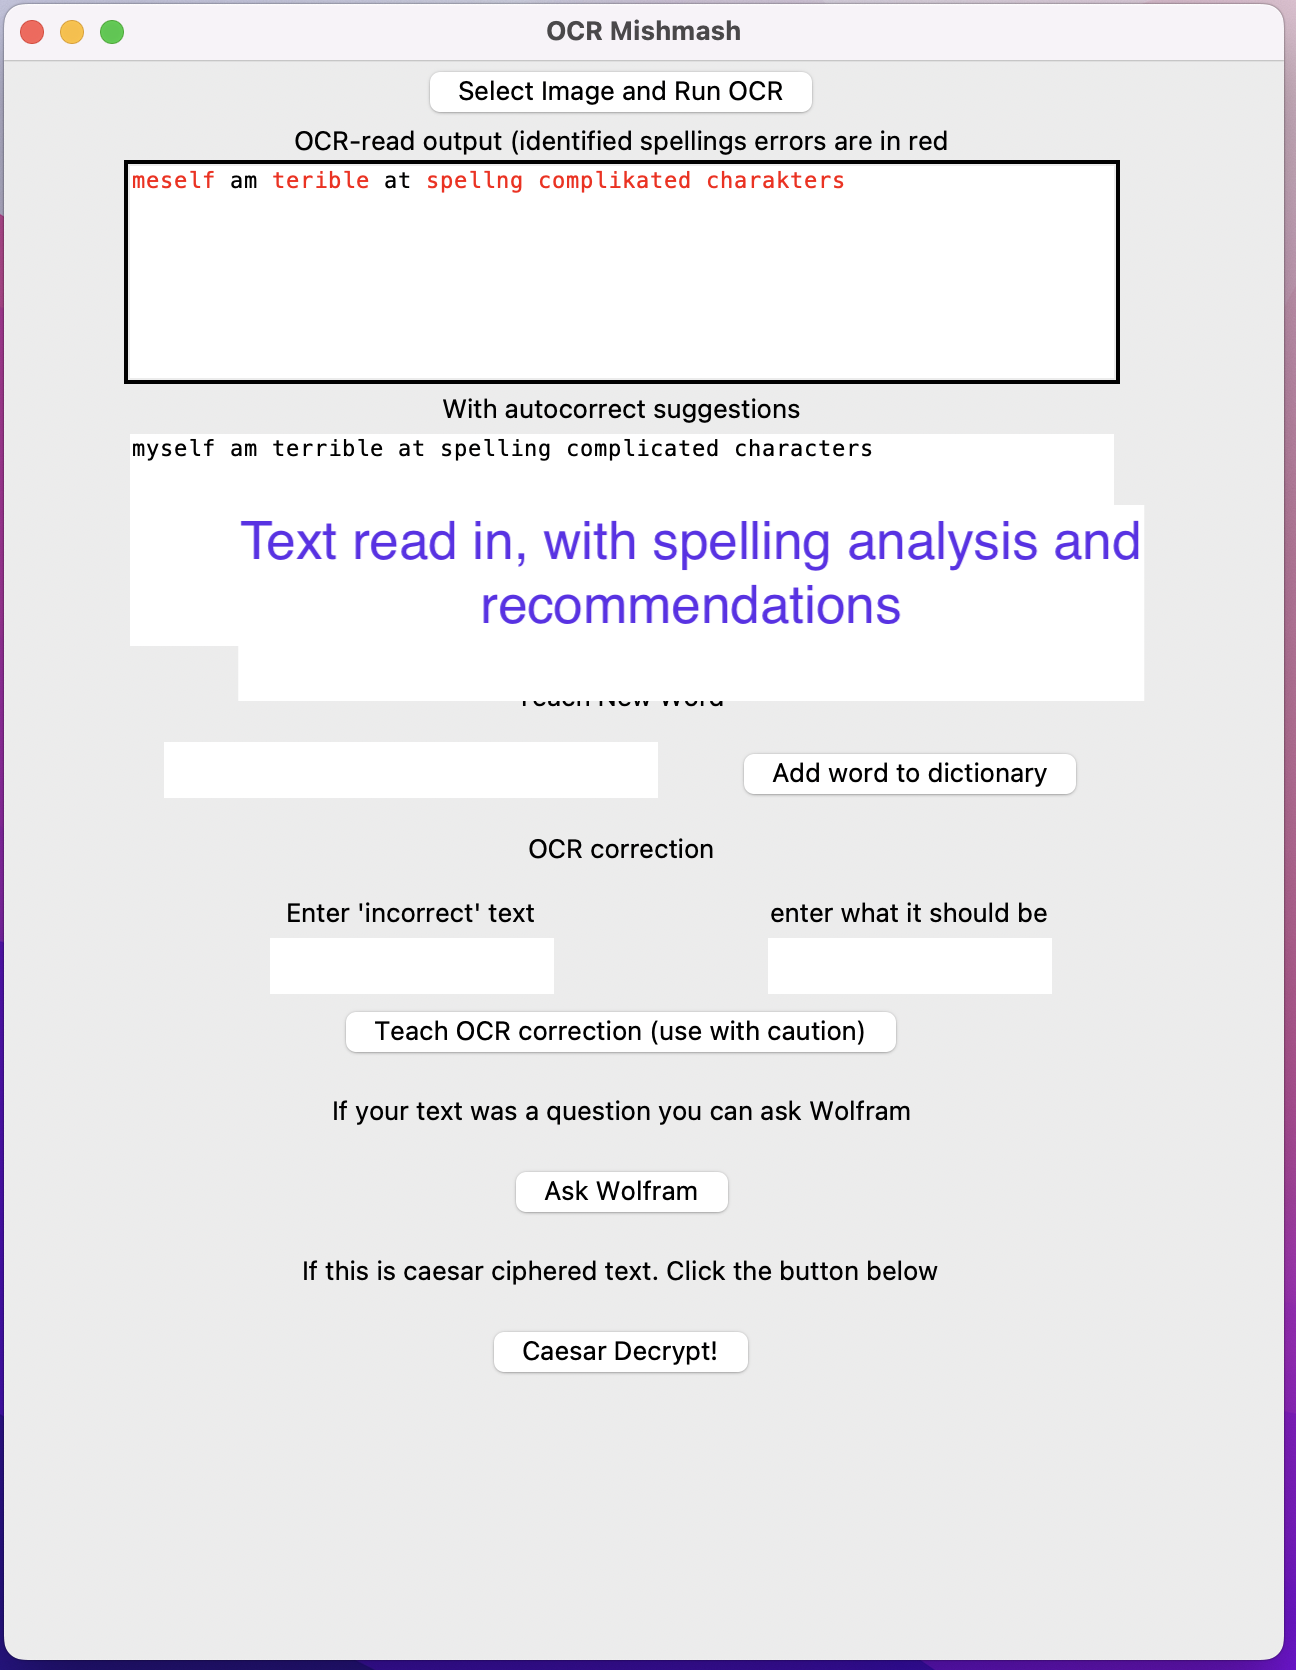 OCR Mishmash
Select Image and Run OCR
OCR-read output (identified spellings errors are in red
meself am terible at spellng complikated charakters
With autocorrect suggestions
myself am terrible at spelling complicated characters
Text read in, with spelling analysis and
recommendations
Teach New Word
Add word to dictionary
OCR correction
Enter 'incorrect' text
enter what it should be
Teach OCR correction (use with caution)
If your text was a question you can ask Wolfram
Ask Wolfram
If this is caesar ciphered text. Click the button below
Caesar Decrypt!